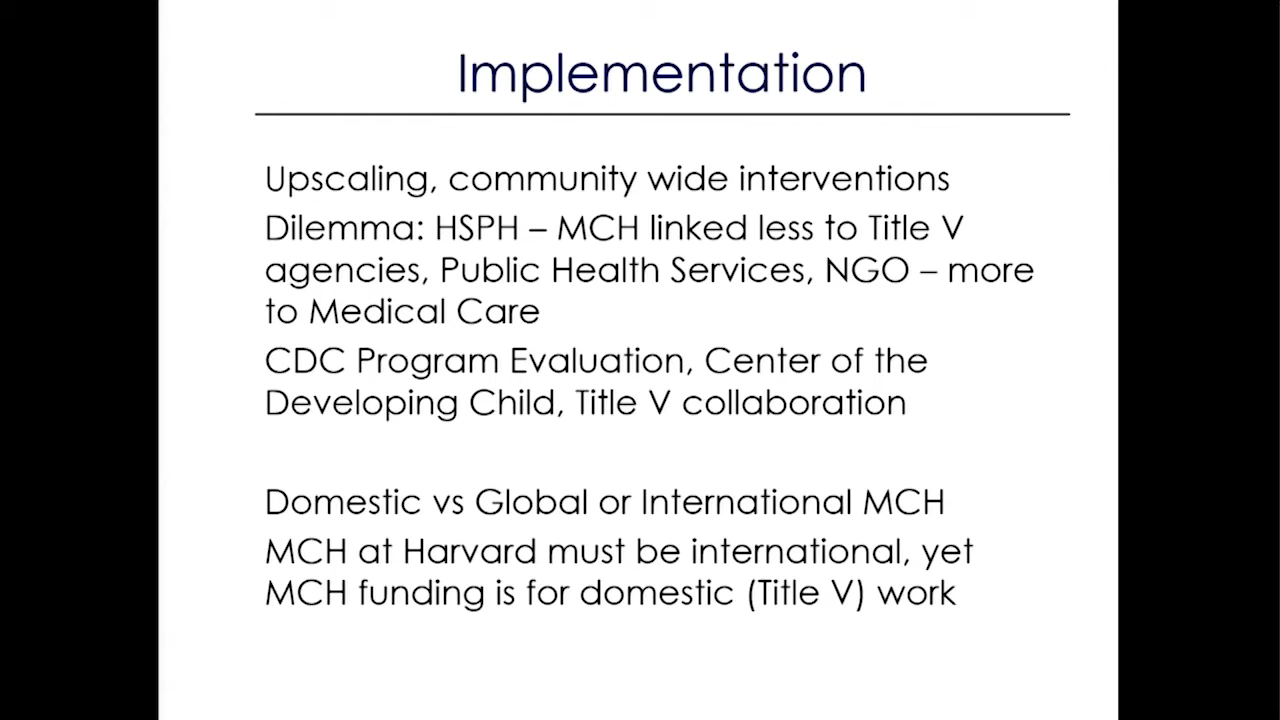 Implementation
Upscaling, community wide interventions
Dilemma: HSPH – MCH linked less to Title V
agencies, Public Health Services, NGO – more
to Medical Care
CDC Program Evaluation, Center of the
Developing Child, Title V collaboration
Domestic vs Global or International MCH
MCH at Harvard must be international, yet
MCH funding is for domestic (Title V) work